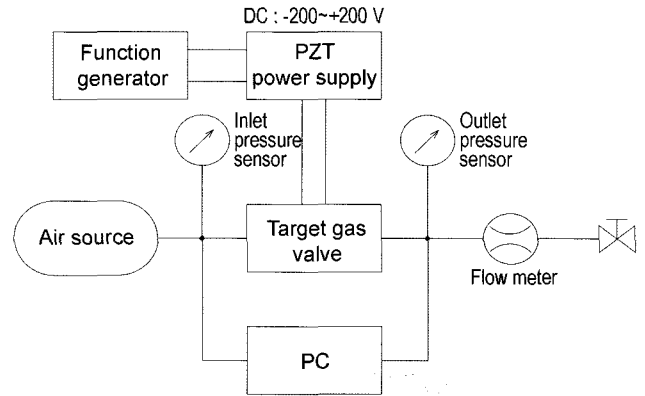 DC : -200~+200 V
Function
generator
PZT
power supply
Inlet
pressure
sensor
Outlet
pressure
sensor
Air source
Target gas
valve
Flow meter
PC